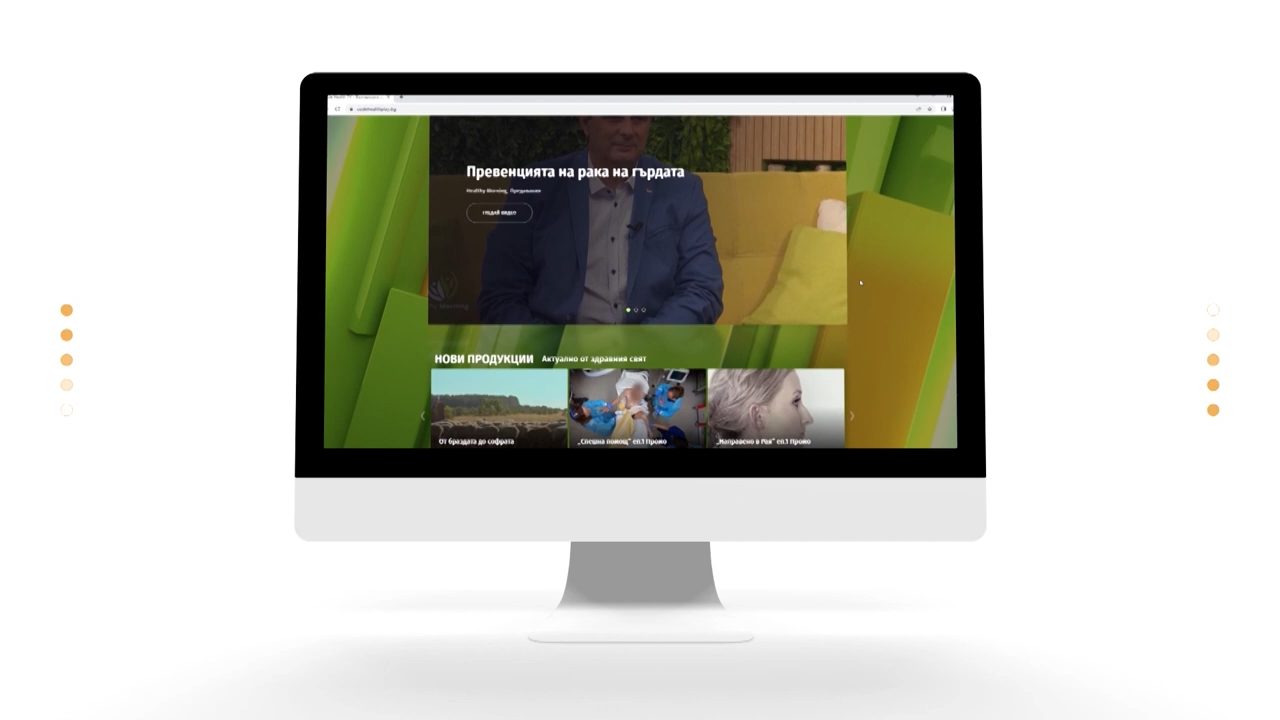 Превенцията на рака на гърдата
Healthy Morning, Предавания
ГЛЕДАЙ ВИДЕО
НОВИ ПРОДУКЦИИ Актуално от здравния свят
От браздата до софрата
„Спешна помощ" еп.1 Промо
„Направено в Рая" еп.1 Промо